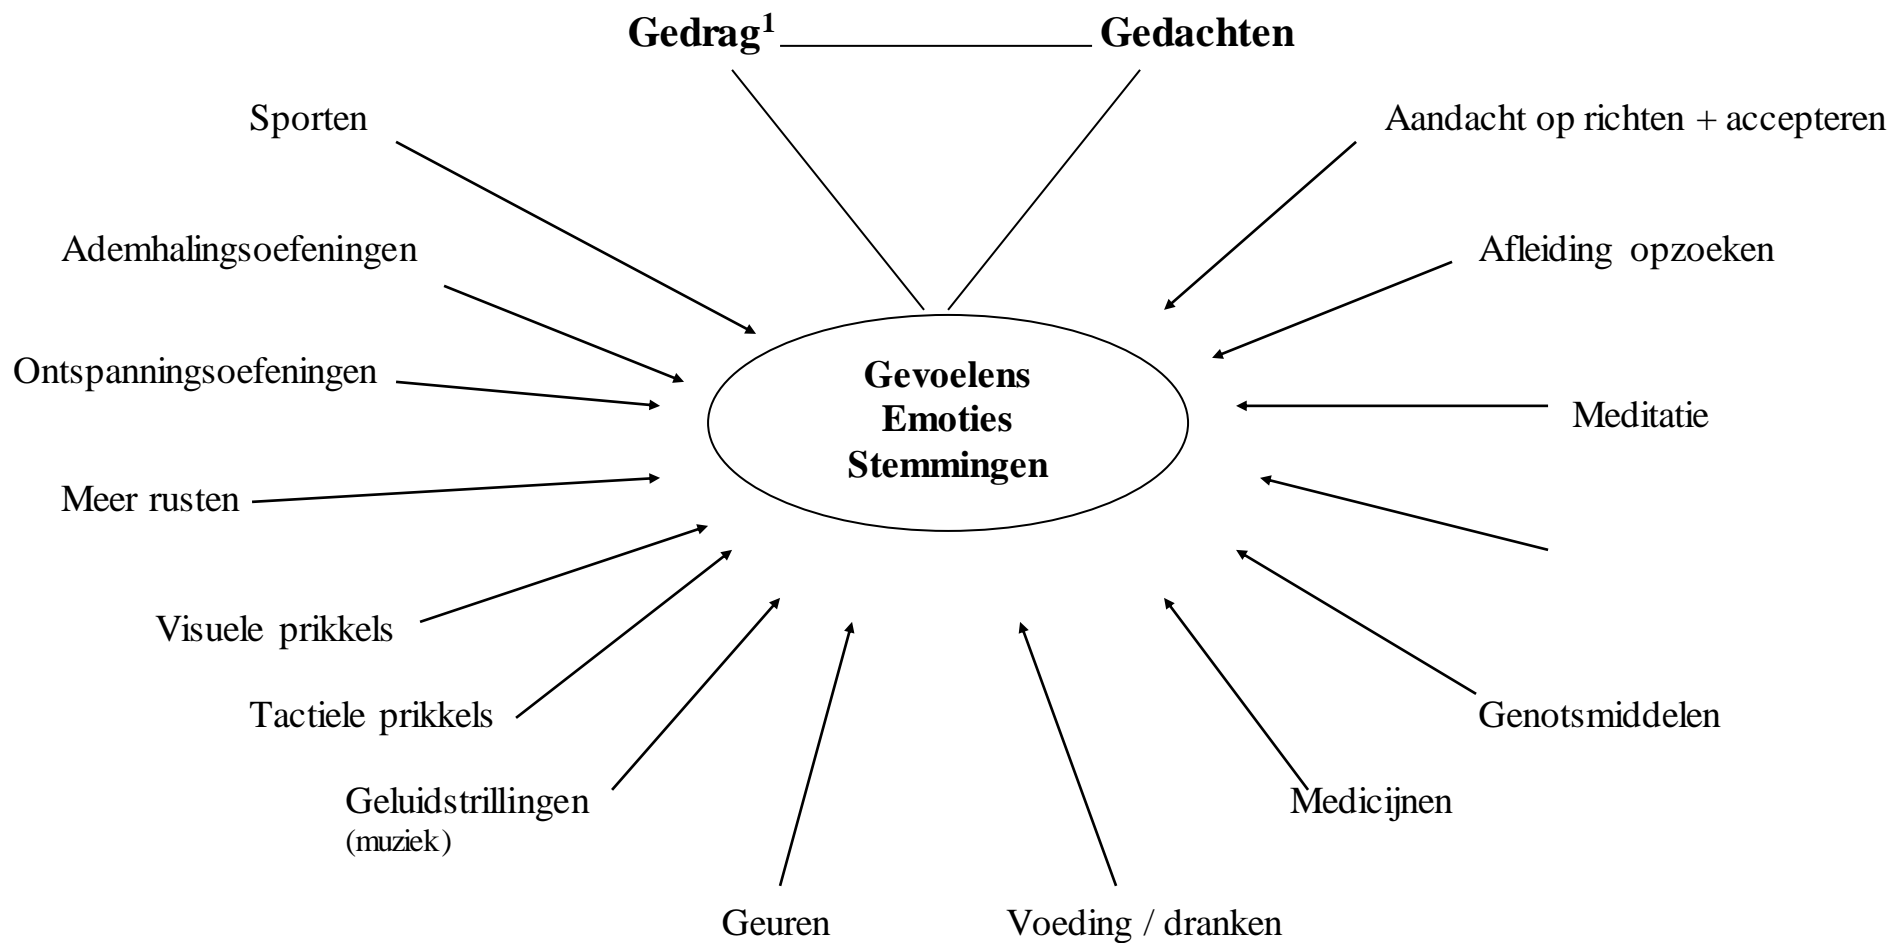 Gedrag¹ Gedachten
Sporten
Aandacht op richten + accepteren
Ademhalingsoefeningen
Afleiding opzoeken
Ontspanningsoefeningen
Gevoelens
Emoties
Stemmingen
Meditatie
Meer rusten
Visuele prikkels
Tactiele prikkels
Genotsmiddelen
Geluidstrillingen
(muziek)
Medicijnen
Geuren
Voeding / dranken